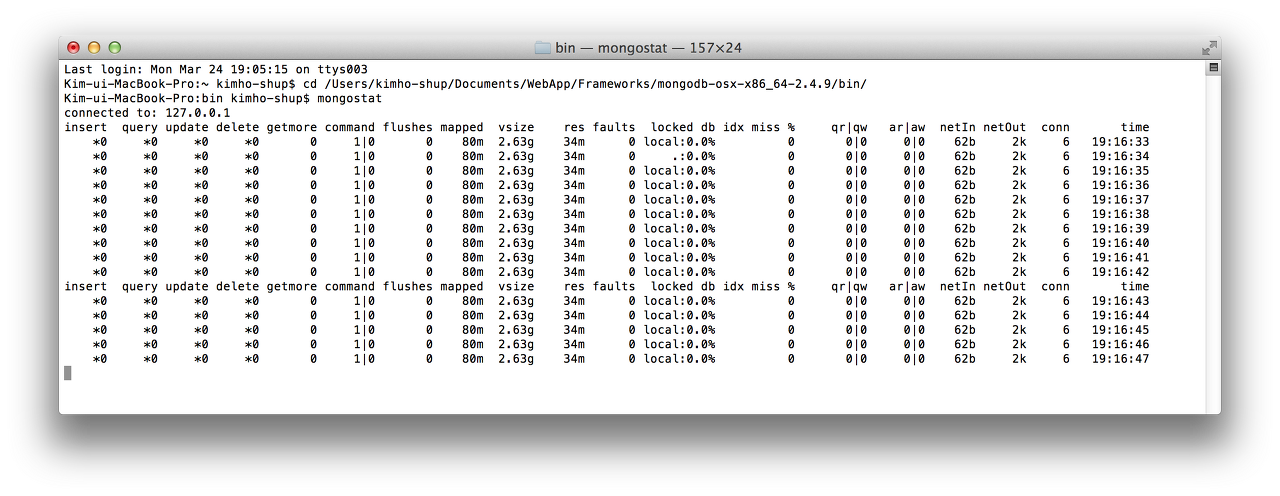 bin — mongostat — 157×24
Last login: Mon Mar 24 19:05:15 on ttys003
Kim-ui-MacBook-Pro:~ kimho-shup$ cd /Users/kimho-shup/Documents/WebApp/Frameworks/mongodb-osx-x86_64-2.4.9/bin/
Kim-ui-MacBook-Pro:bin kimho-shup$ mongostat
connected to: 127.0.0.1
insert  query update delete getmore command flushes mapped  vsize    res faults  locked db idx miss %     qr|qw   ar|aw  netIn netOut  conn       time
    *0     *0     *0     *0       0     1|0       0    80m  2.63g    34m      0 local:0.0%          0       0|0     0|0    62b     2k     6   19:16:33
    *0     *0     *0     *0       0     1|0       0    80m  2.63g    34m      0     .:0.0%          0       0|0     0|0    62b     2k     6   19:16:34
    *0     *0     *0     *0       0     1|0       0    80m  2.63g    34m      0 local:0.0%          0       0|0     0|0    62b     2k     6   19:16:35
    *0     *0     *0     *0       0     1|0       0    80m  2.63g    34m      0 local:0.0%          0       0|0     0|0    62b     2k     6   19:16:36
    *0     *0     *0     *0       0     1|0       0    80m  2.63g    34m      0 local:0.0%          0       0|0     0|0    62b     2k     6   19:16:37
    *0     *0     *0     *0       0     1|0       0    80m  2.63g    34m      0 local:0.0%          0       0|0     0|0    62b     2k     6   19:16:38
    *0     *0     *0     *0       0     1|0       0    80m  2.63g    34m      0 local:0.0%          0       0|0     0|0    62b     2k     6   19:16:39
    *0     *0     *0     *0       0     1|0       0    80m  2.63g    34m      0 local:0.0%          0       0|0     0|0    62b     2k     6   19:16:40
    *0     *0     *0     *0       0     1|0       0    80m  2.63g    34m      0 local:0.0%          0       0|0     0|0    62b     2k     6   19:16:41
    *0     *0     *0     *0       0     1|0       0    80m  2.63g    34m      0 local:0.0%          0       0|0     0|0    62b     2k     6   19:16:42
insert  query update delete getmore command flushes mapped  vsize    res faults  locked db idx miss %     qr|qw   ar|aw  netIn netOut  conn       time
    *0     *0     *0     *0       0     1|0       0    80m  2.63g    34m      0 local:0.0%          0       0|0     0|0    62b     2k     6   19:16:43
    *0     *0     *0     *0       0     1|0       0    80m  2.63g    34m      0 local:0.0%          0       0|0     0|0    62b     2k     6   19:16:44
    *0     *0     *0     *0       0     1|0       0    80m  2.63g    34m      0 local:0.0%          0       0|0     0|0    62b     2k     6   19:16:45
    *0     *0     *0     *0       0     1|0       0    80m  2.63g    34m      0 local:0.0%          0       0|0     0|0    62b     2k     6   19:16:46
    *0     *0     *0     *0       0     1|0       0    80m  2.63g    34m      0 local:0.0%          0       0|0     0|0    62b     2k     6   19:16:47